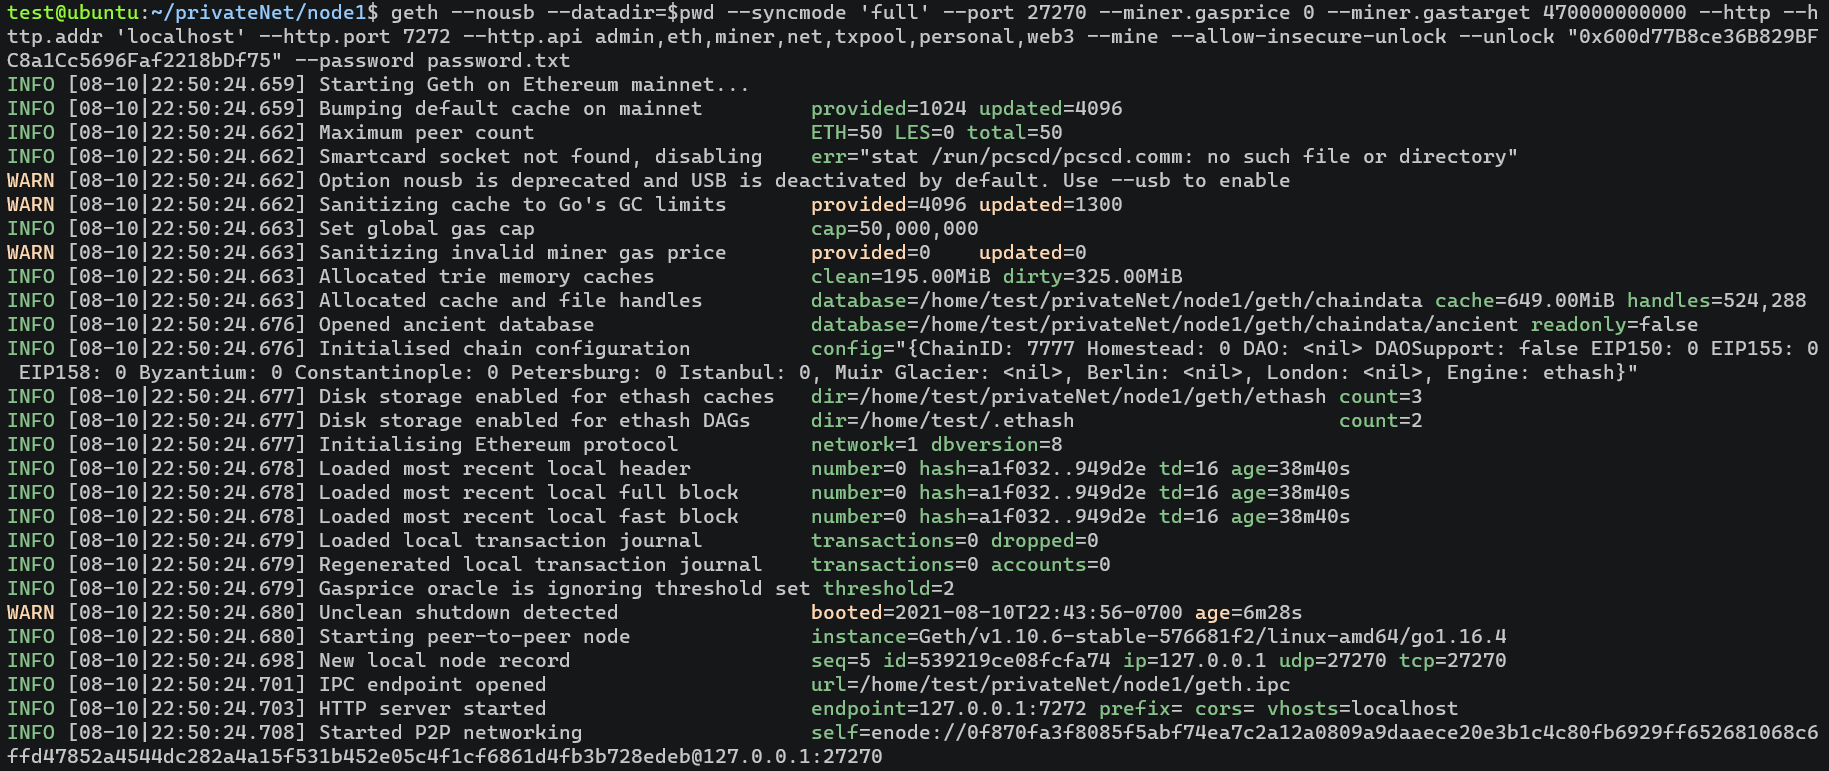 test@ubuntu:~/privateNet/node1$ geth --nousb --datadir=$pwd --syncmode 'full' --port 27270 --miner.gasprice 0 --miner.gastarget 470000000000 --http --h
ttp.addr 'localhost' --http.port 7272 --http.api admin,eth,miner,net,txpool,personal,web3 --mine --allow-insecure-unlock --unlock "0x600d77B8ce36B829BF
C8a1Cc5696Faf2218bDf75" --password password.txt
INFO [08-10|22:50:24.659] Starting Geth on Ethereum mainnet...
INFO [08-10|22:50:24.659] Bumping default cache on mainnet         provided=1024 updated=4096
INFO [08-10|22:50:24.662] Maximum peer count                       ETH=50 LES=0 total=50
INFO [08-10|22:50:24.662] Smartcard socket not found, disabling    err="stat /run/pcscd/pcscd.comm: no such file or directory"
WARN [08-10|22:50:24.662] Option nousb is deprecated and USB is deactivated by default. Use --usb to enable
WARN [08-10|22:50:24.662] Sanitizing cache to Go's GC limits       provided=4096 updated=1300
INFO [08-10|22:50:24.663] Set global gas cap                       cap=50,000,000
WARN [08-10|22:50:24.663] Sanitizing invalid miner gas price       provided=0    updated=0
INFO [08-10|22:50:24.663] Allocated trie memory caches             clean=195.00MiB dirty=325.00MiB
INFO [08-10|22:50:24.663] Allocated cache and file handles         database=/home/test/privateNet/node1/geth/chaindata cache=649.00MiB handles=524,288
INFO [08-10|22:50:24.676] Opened ancient database                  database=/home/test/privateNet/node1/geth/chaindata/ancient readonly=false
INFO [08-10|22:50:24.676] Initialised chain configuration          config="{ChainID: 7777 Homestead: 0 DAO: <nil> DAOSupport: false EIP150: 0 EIP155: 0
 EIP158: 0 Byzantium: 0 Constantinople: 0 Petersburg: 0 Istanbul: 0, Muir Glacier: <nil>, Berlin: <nil>, London: <nil>, Engine: ethash}"
INFO [08-10|22:50:24.677] Disk storage enabled for ethash caches   dir=/home/test/privateNet/node1/geth/ethash count=3
INFO [08-10|22:50:24.677] Disk storage enabled for ethash DAGs     dir=/home/test/.ethash                      count=2
INFO [08-10|22:50:24.677] Initialising Ethereum protocol           network=1 dbversion=8
INFO [08-10|22:50:24.678] Loaded most recent local header          number=0 hash=a1f032..949d2e td=16 age=38m40s
INFO [08-10|22:50:24.678] Loaded most recent local full block      number=0 hash=a1f032..949d2e td=16 age=38m40s
INFO [08-10|22:50:24.678] Loaded most recent local fast block      number=0 hash=a1f032..949d2e td=16 age=38m40s
INFO [08-10|22:50:24.679] Loaded local transaction journal         transactions=0 dropped=0
INFO [08-10|22:50:24.679] Regenerated local transaction journal    transactions=0 accounts=0
INFO [08-10|22:50:24.679] Gasprice oracle is ignoring threshold set threshold=2
WARN [08-10|22:50:24.680] Unclean shutdown detected                booted=2021-08-10T22:43:56-0700 age=6m28s
INFO [08-10|22:50:24.680] Starting peer-to-peer node               instance=Geth/v1.10.6-stable-576681f2/linux-amd64/go1.16.4
INFO [08-10|22:50:24.698] New local node record                    seq=5 id=539219ce08fcfa74 ip=127.0.0.1 udp=27270 tcp=27270
INFO [08-10|22:50:24.701] IPC endpoint opened                      url=/home/test/privateNet/node1/geth.ipc
INFO [08-10|22:50:24.703] HTTP server started                      endpoint=127.0.0.1:7272 prefix= cors= vhosts=localhost
INFO [08-10|22:50:24.708] Started P2P networking                   self=enode://0f870fa3f8085f5abf74ea7c2a12a0809a9daaece20e3b1c4c80fb6929ff652681068c6
ffd47852a4544dc282a4a15f531b452e05c4f1cf6861d4fb3b728edeb@127.0.0.1:27270